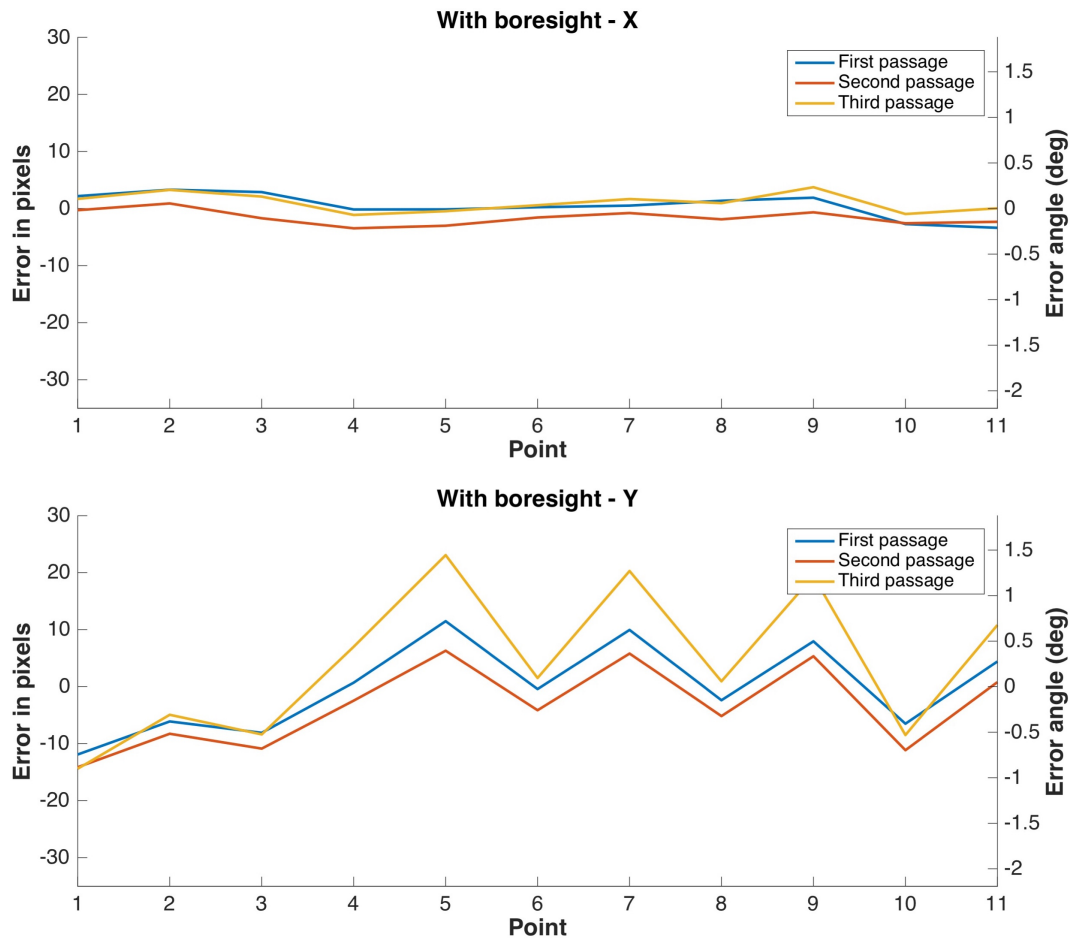 With boresight - X
Error in pixels
30
20
10
0
-10
-20
-30
First passage
Second passage
Third passage
1.5
1
0.5
0
-0.5
-1
-1.5
-2
Error angle (deg)
1 2 3 4 5 6 7 8 9 10 11
Point
With boresight - Y
Error in pixels
30
20
10
0
-10
-20
-30
First passage
Second passage
Third passage
1.5
1
0.5
0
-0.5
-1
-1.5
-2
Error angle (deg)
1 2 3 4 5 6 7 8 9 10 11
Point